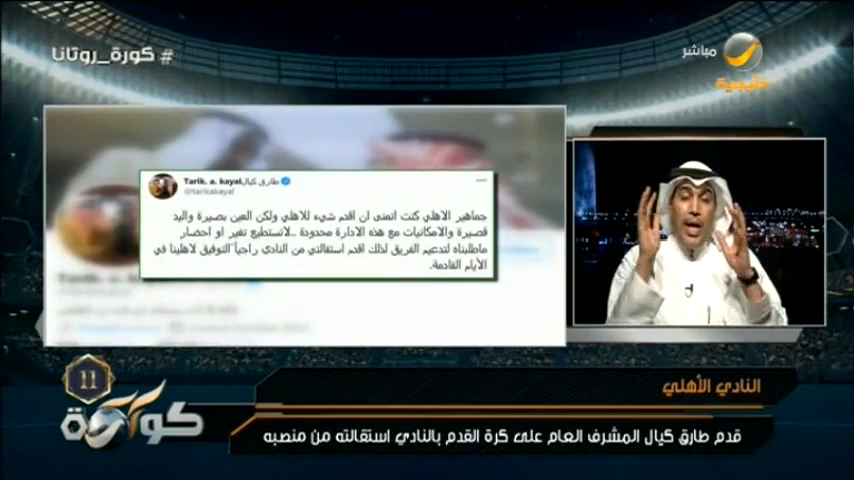 #كورة_روتانا
مباشر
خليجية
Tarik. a. kayal طارق كيال
@tarikakayal
جماهير الاهلي كنت اتمنى ان اقدم شيء للاهلي ولكن العين بصيرة واليد
قصيرة والامكانيات مع هذه الادارة محدودة ..لانستطيع تغير او احضار
ماطلبناه لتدعيم الفريق لذلك اقدم استقالتي من النادي راجياً التوفيق لاهلينا في
الأيام القادمة.
11
كورة
النادي الأهلي
قدم طارق كيال المشرف العام على كرة القدم بالنادي استقالته من منصبه